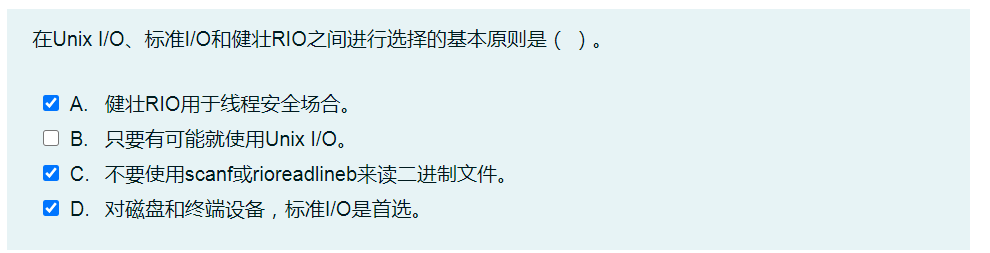 在Unix I/O、标准I/O和健壮RIO之间进行选择的基本原则是（ ）。
A. 健壮RIO用于线程安全场合。
B. 只要有可能就使用Unix I/O。
C. 不要使用scanf或rioreadlineb来读二进制文件。
D. 对磁盘和终端设备，标准I/O是首选。